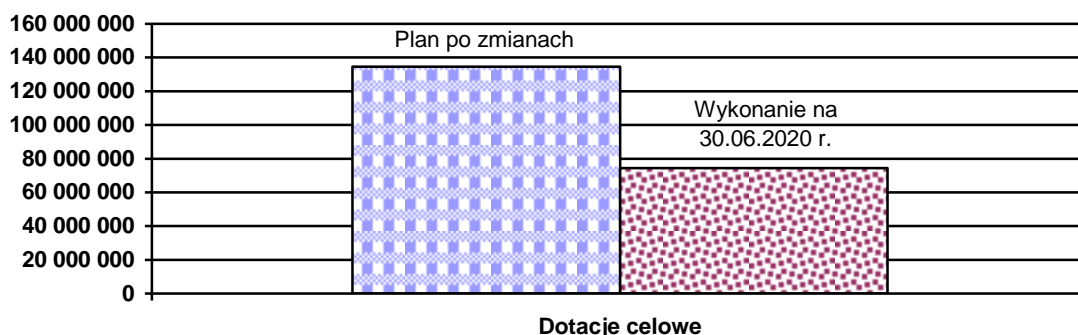 160 000 000
140 000 000
120 000 000
100 000 000
80 000 000
60 000 000
40 000 000
20 000 000
0
Plan po zmianach
Wykonanie na
30.06.2020 r.
Dotacje celowe